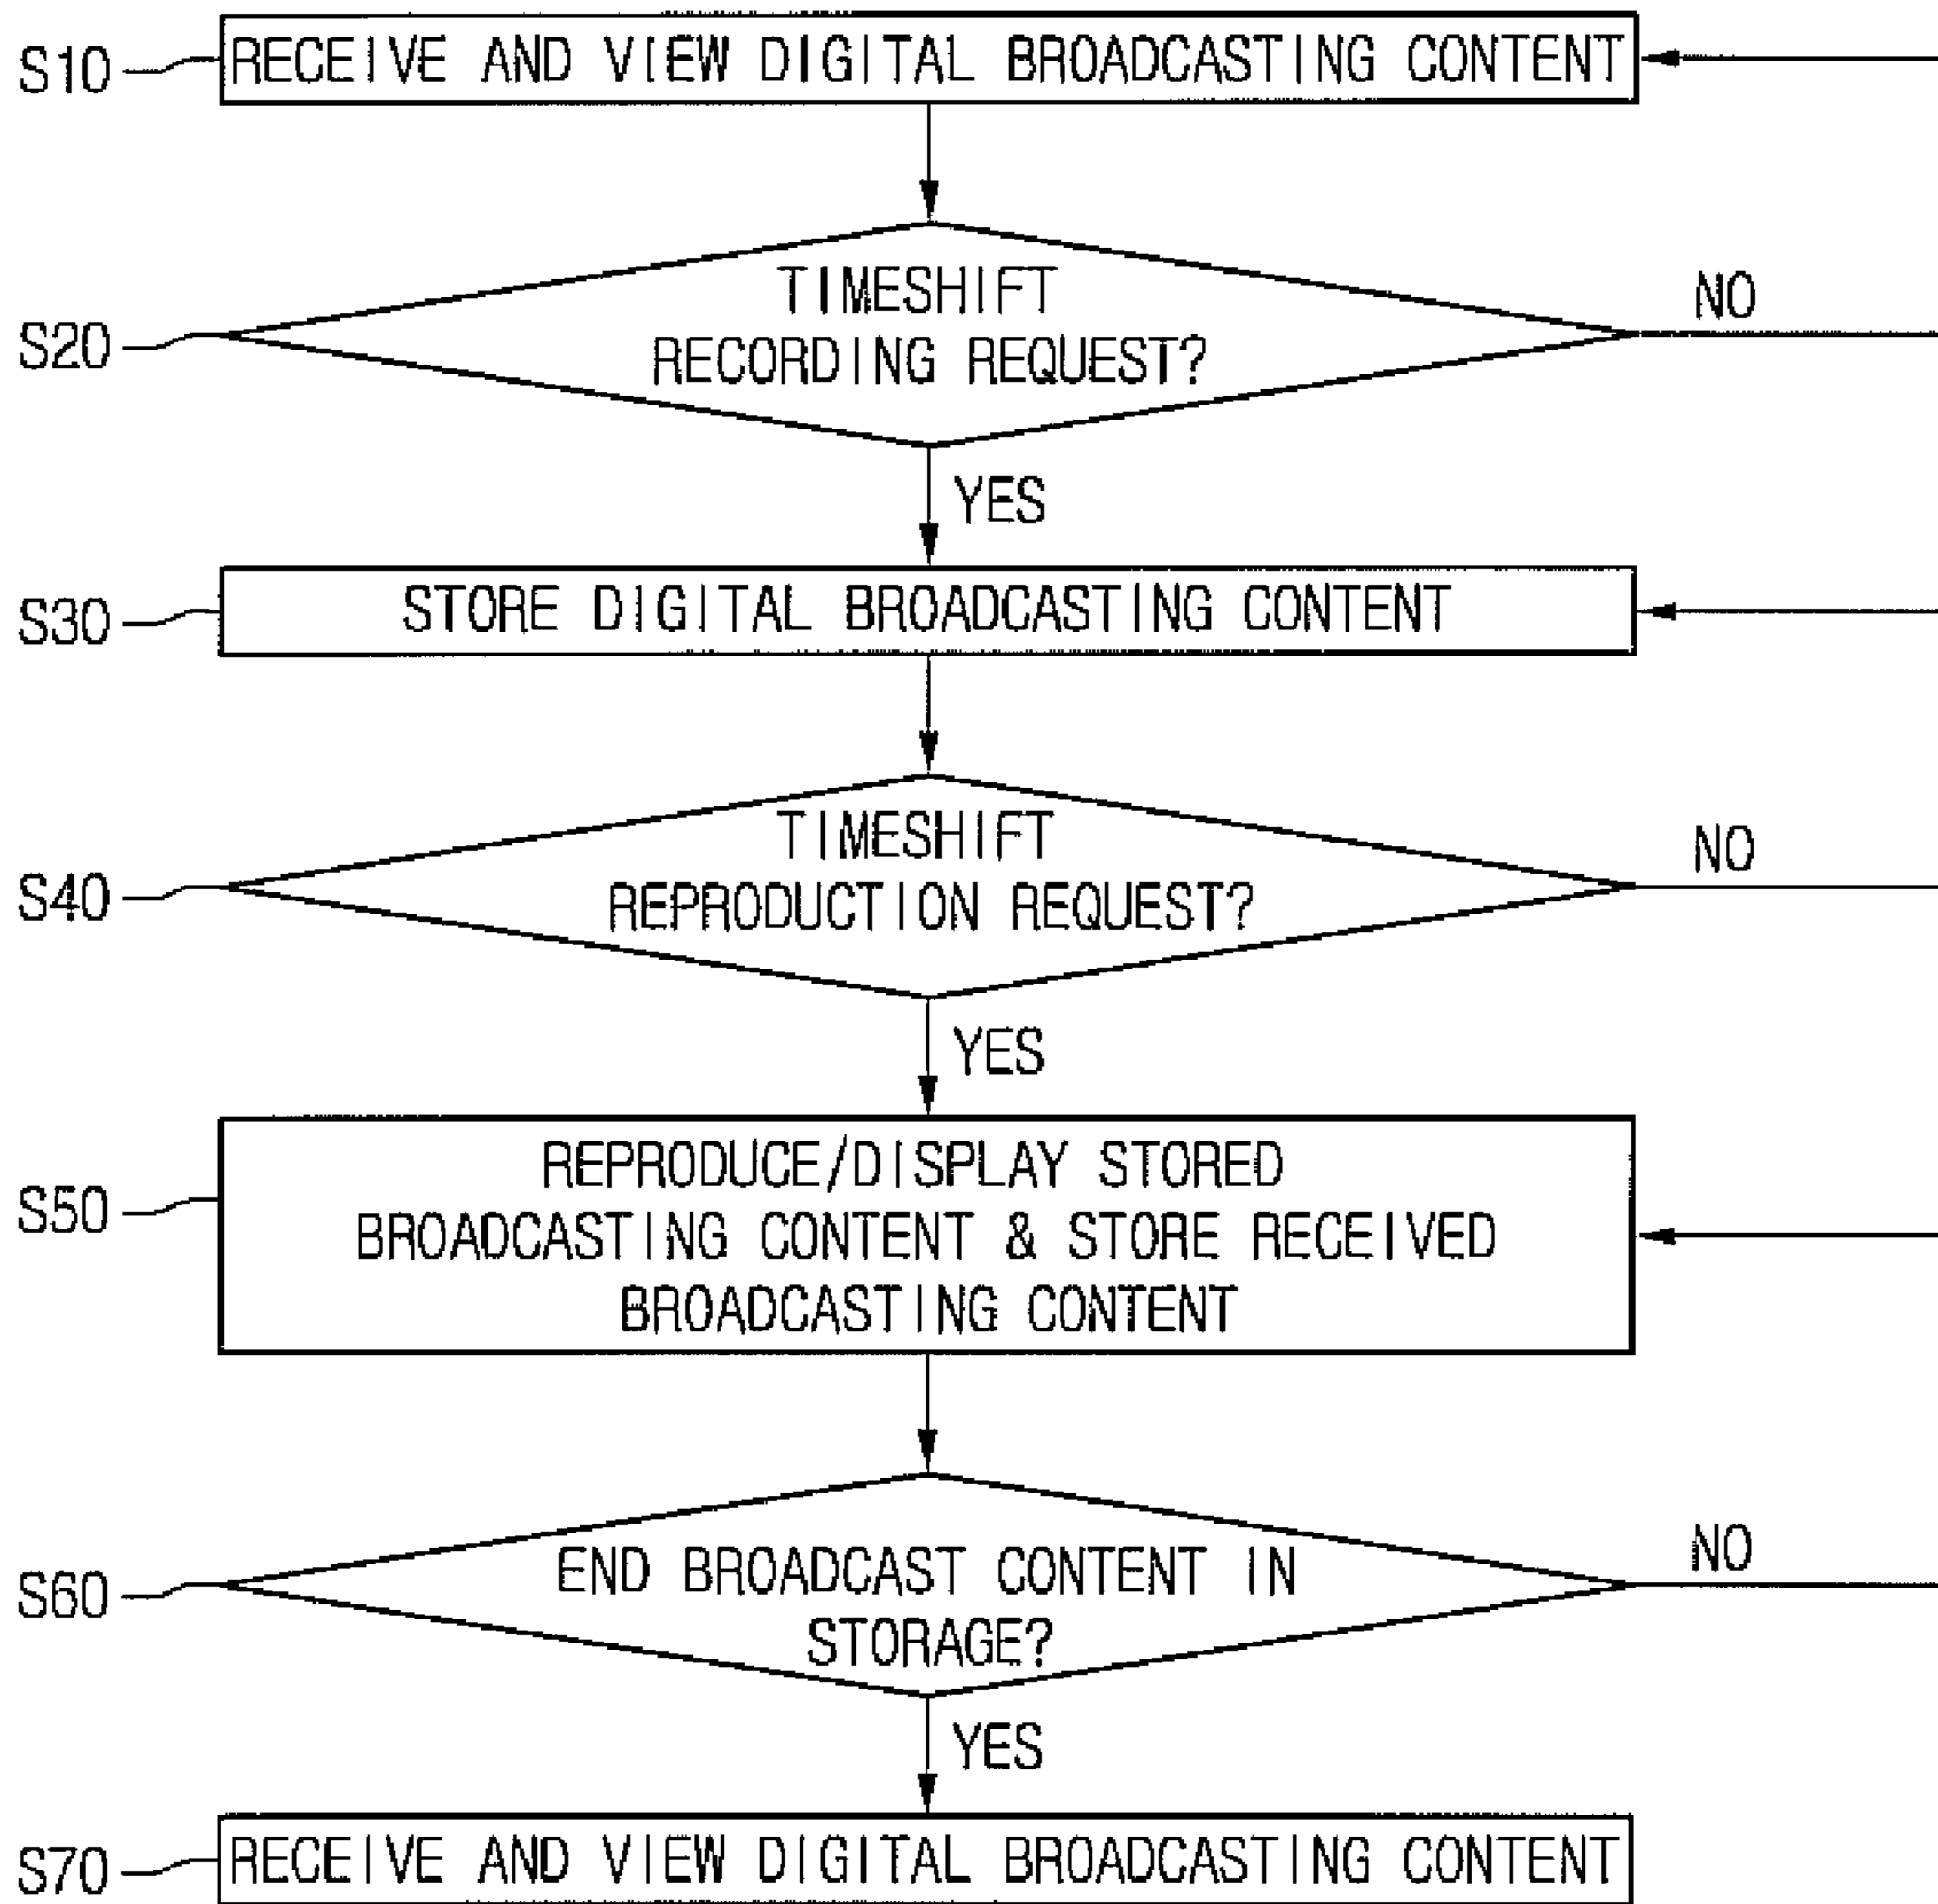 S10
RECEIVE AND VIEW DIGITAL BROADCASTING CONTENT
S20
TIMESHIFT
RECORDING REQUEST?
NO
YES
S30
STORE DIGITAL BROADCASTING CONTENT
S40
TIMESHIFT
REPRODUCTION REQUEST?
NO
YES
S50
REPRODUCE/DISPLAY STORED
BROADCASTING CONTENT & STORE RECEIVED
BROADCASTING CONTENT
S60
END BROADCAST CONTENT IN
STORAGE?
NO
YES
S70
RECEIVE AND VIEW DIGITAL BROADCASTING CONTENT